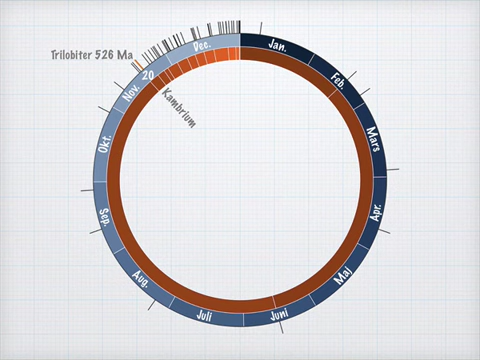 Trilobiter 526 Ma
Kambrium
Jan.
Feb.
Mars
Apr.
Maj
Juni
Juli
Aug.
Sep.
Okt.
Nov. 20
Dec.